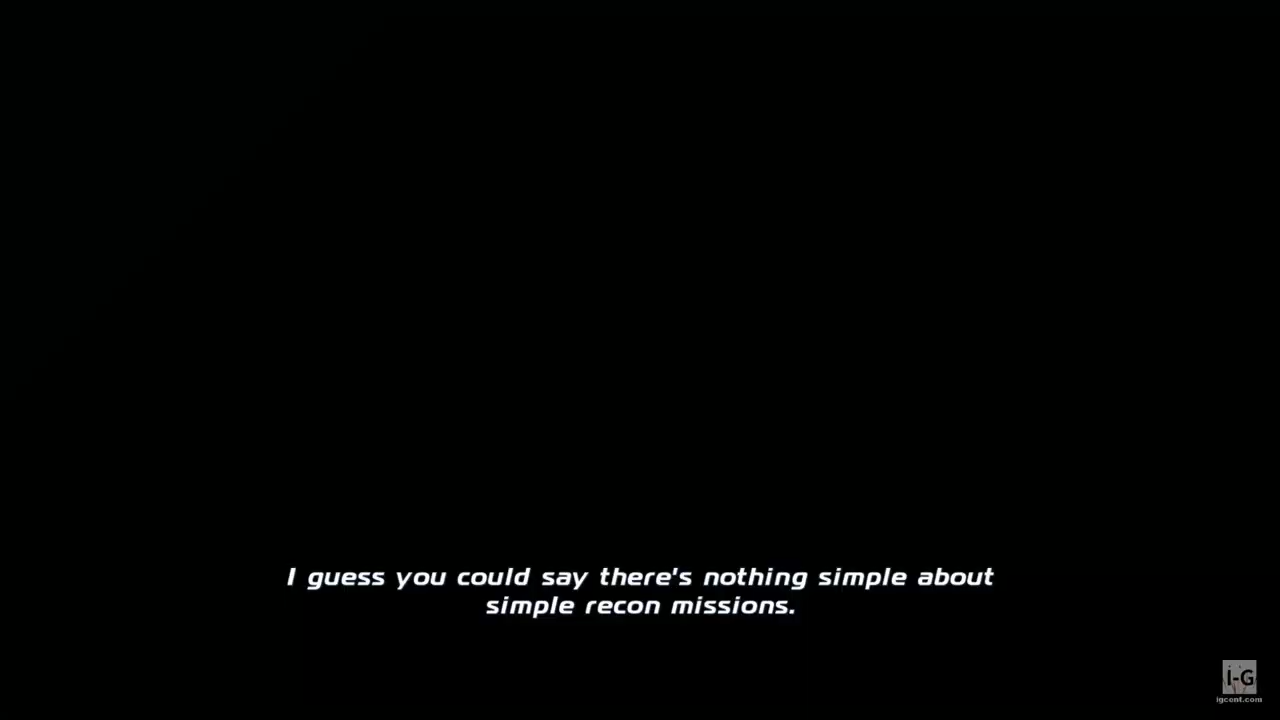 I guess you could say there's nothing simple about
simple recon missions.
i-G
igcent.com